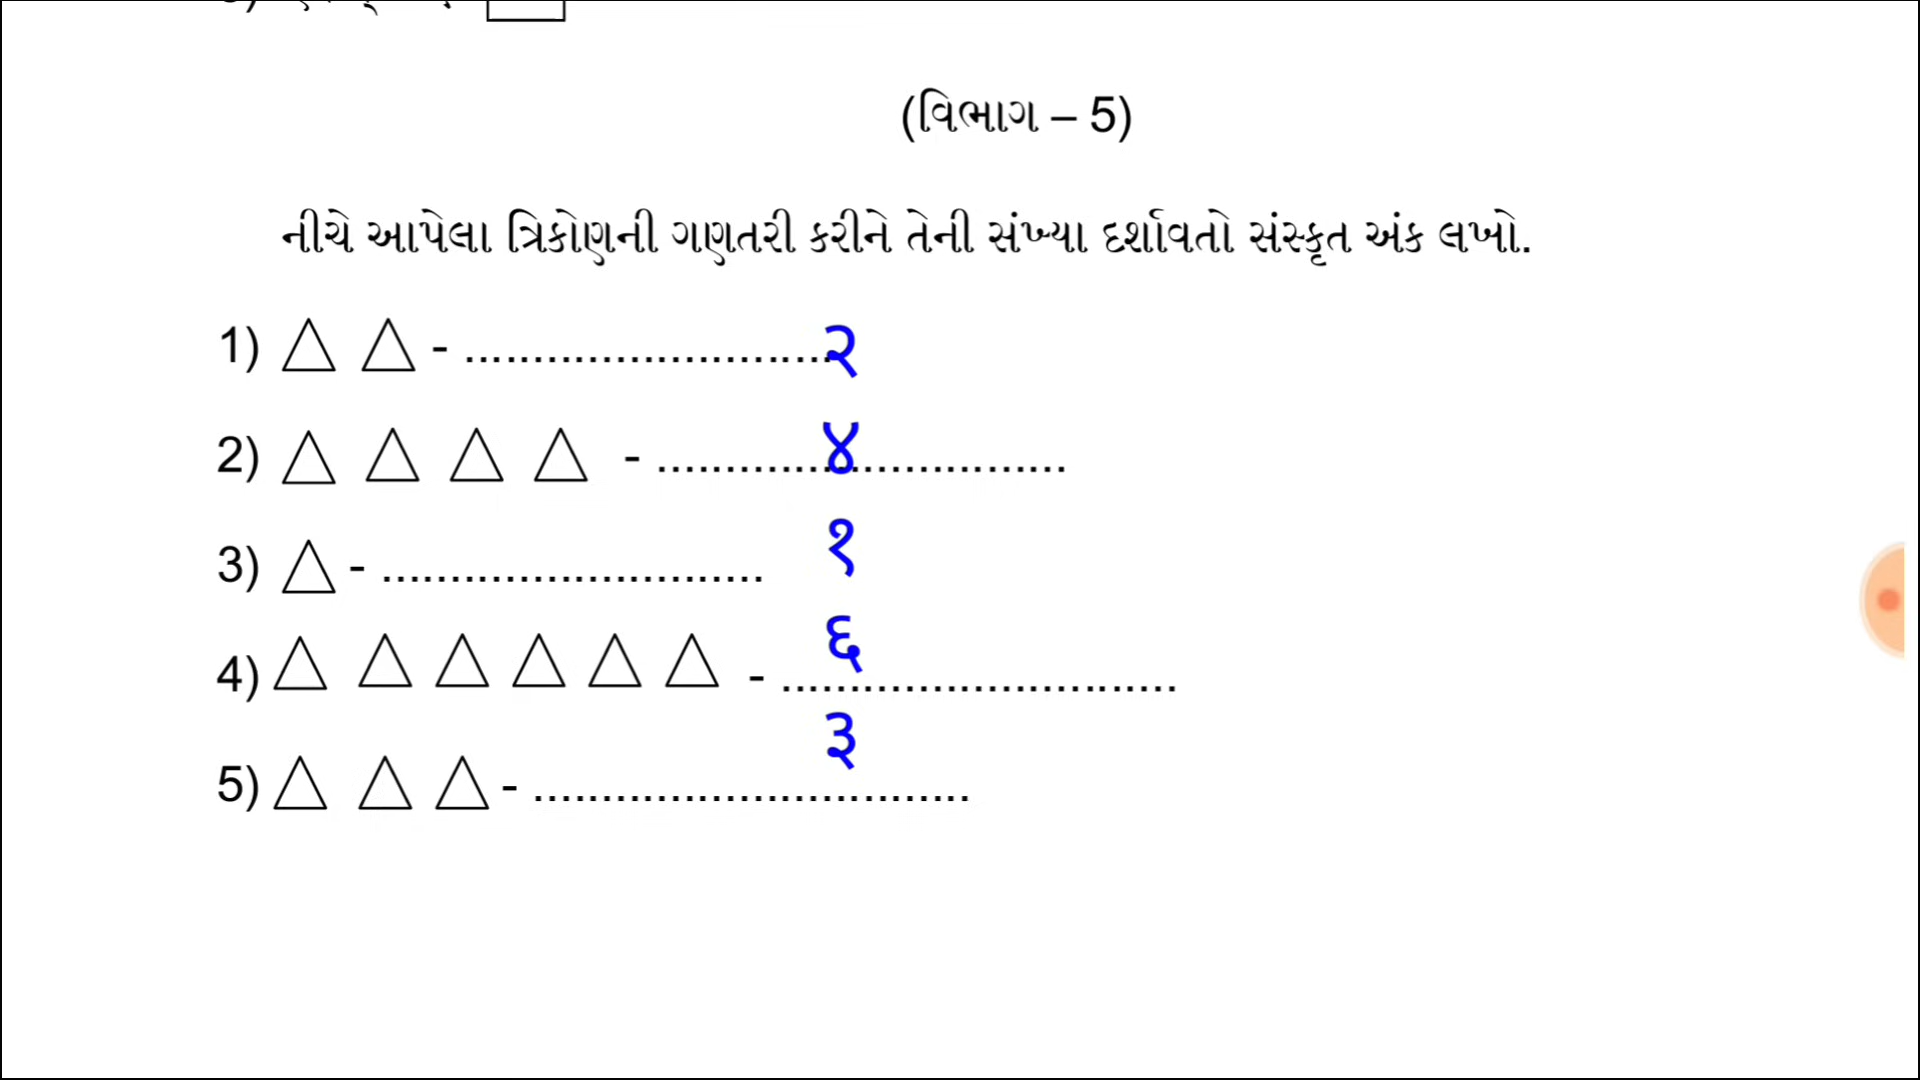 (વિભાગ – 5)
નીચે આપેલા ત્રિકોણની ગણતરી કરીને તેની સંખ્યા દર્શાવતો સંસ્કૃત અંક લખો.
1) △ △ - ........................... २
2) △ △ △ △ - .............................. ४
3) △ - ............................ १
4) △ △ △ △ △ △ - ............................. ६
5) △ △ △ - ................................ ३